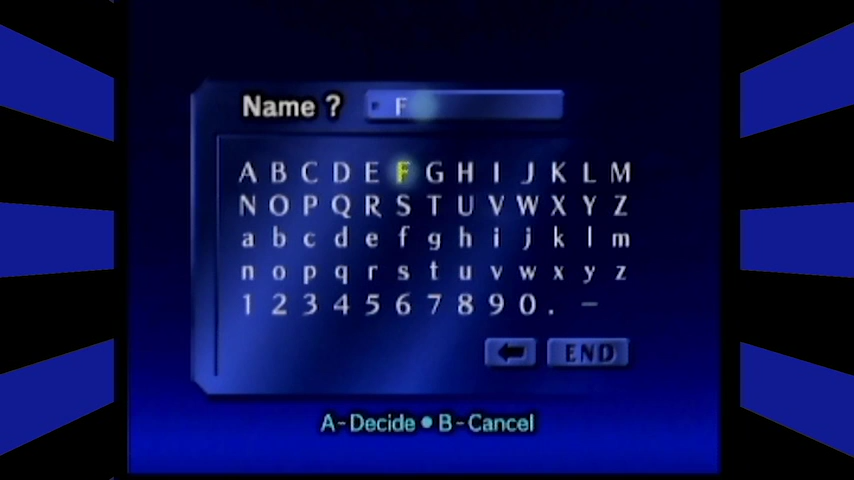 Name ? F
A B C D E F G H I J K L M
N O P Q R S T U V W X Y Z
a b c d e f g h i j k l m
n o p q r s t u v w x y z
1 2 3 4 5 6 7 8 9 0 . –
END
A-Decide • B-Cancel